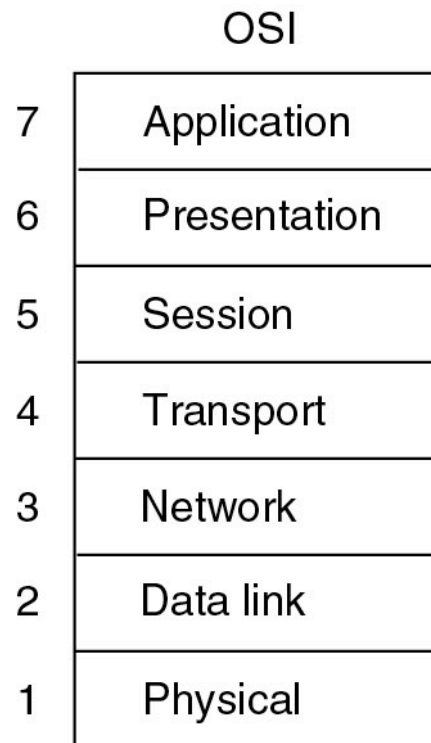 OSI
7 Application
6 Presentation
5 Session
4 Transport
3 Network
2 Data link
1 Physical